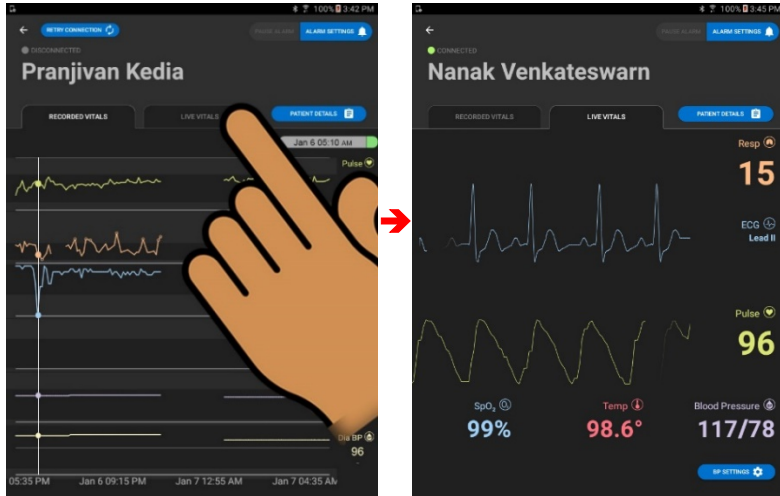 100% 3:42 PM
RETRY CONNECTION
PAUSE ALARM
ALARM SETTINGS
DISCONNECTED
Pranjivan Kedia
RECORDED VITALS
LIVE VITALS
PATIENT DETAILS
Jan 6 05:10 AM
Pulse
Dia BP
96
05:35 PM
Jan 6 09:15 PM
Jan 7 12:55 AM
Jan 7 04:35 AM
100% 3:45 PM
PAUSE ALARM
ALARM SETTINGS
CONNECTED
Nanak Venkateswarn
RECORDED VITALS
LIVE VITALS
PATIENT DETAILS
Resp
15
ECG
Lead II
Pulse
96
SpO₂
Temp
Blood Pressure
99%
98.6°
117/78
BP SETTINGS